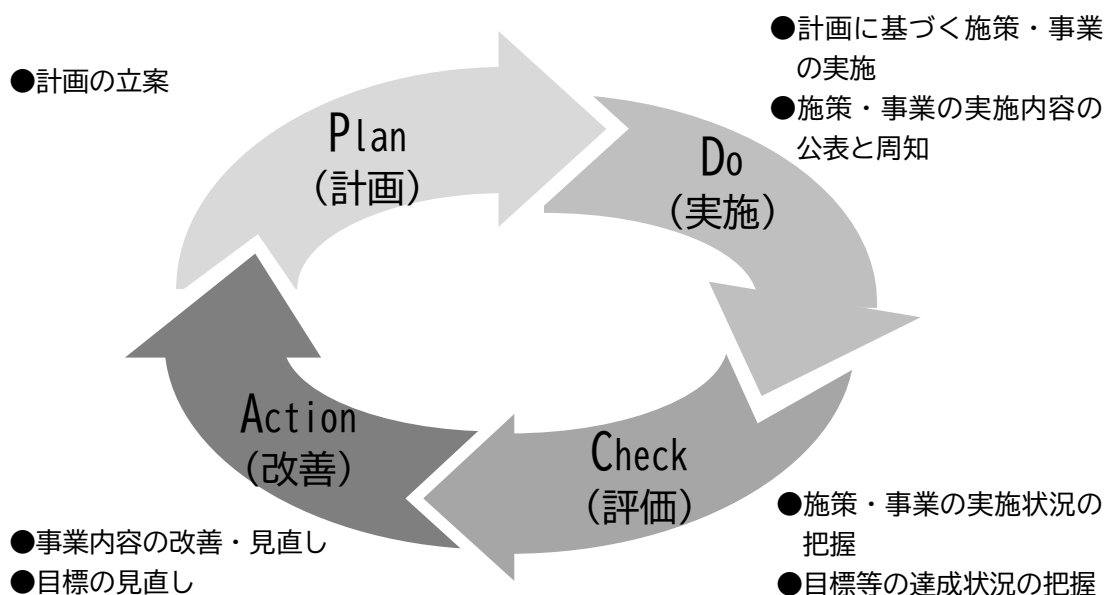 ●計画の立案
Plan
(計画)
●計画に基づく施策・事業
の実施
●施策・事業の実施内容の
公表と周知
Do
(実施)
Check
(評価)
●施策・事業の実施状況の
把握
●目標等の達成状況の把握
Action
(改善)
●事業内容の改善・見直し
●目標の見直し